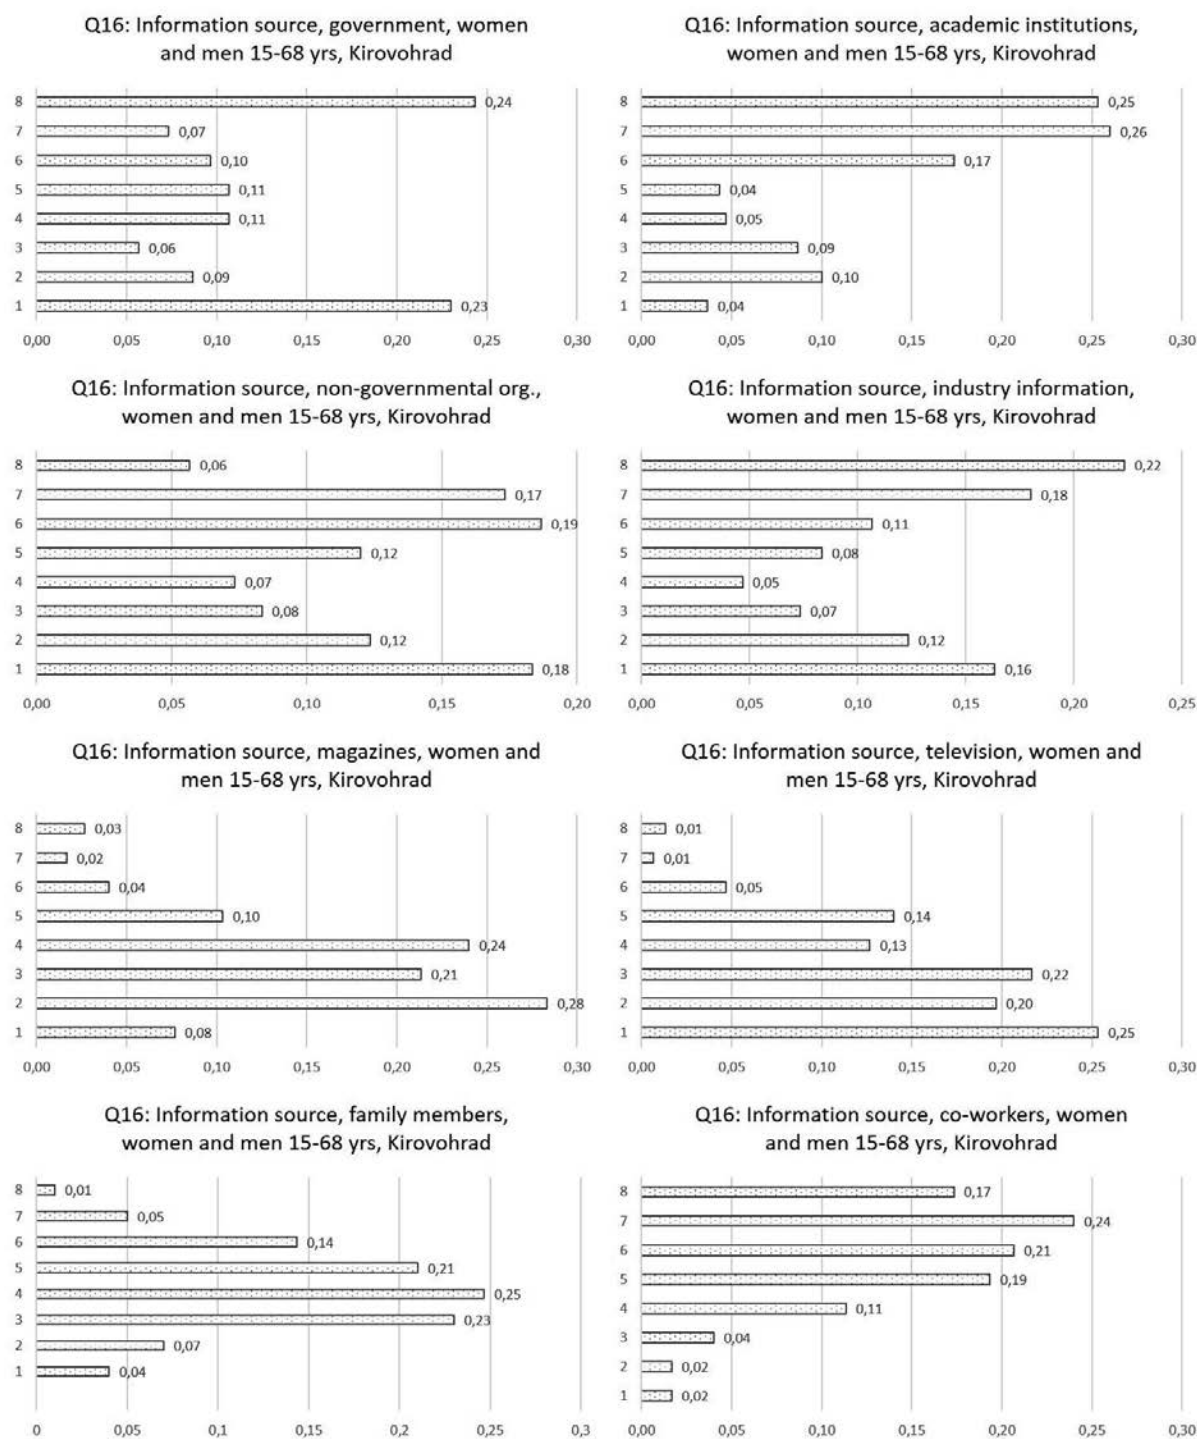 Q16: Information source, government, women
and men 15-68 yrs, Kirovohrad
8 0,24
7 0,07
6 0,10
5 0,11
4 0,11
3 0,06
2 0,09
1 0,23
0,00 0,05 0,10 0,15 0,20 0,25 0,30
Q16: Information source, academic institutions,
women and men 15-68 yrs, Kirovohrad
8 0,25
7 0,26
6 0,17
5 0,04
4 0,05
3 0,09
2 0,10
1 0,04
0,00 0,05 0,10 0,15 0,20 0,25 0,30
Q16: Information source, non-governmental org.,
women and men 15-68 yrs, Kirovohrad
8 0,06
7 0,17
6 0,19
5 0,12
4 0,07
3 0,08
2 0,12
1 0,18
0,00 0,05 0,10 0,15 0,20
Q16: Information source, industry information,
women and men 15-68 yrs, Kirovohrad
8 0,22
7 0,18
6 0,11
5 0,08
4 0,05
3 0,07
2 0,12
1 0,16
0,00 0,05 0,10 0,15 0,20 0,25
Q16: Information source, magazines, women and
men 15-68 yrs, Kirovohrad
8 0,03
7 0,02
6 0,04
5 0,10
4 0,24
3 0,21
2 0,28
1 0,08
0,00 0,05 0,10 0,15 0,20 0,25 0,30
Q16: Information source, television, women and
men 15-68 yrs, Kirovohrad
8 0,01
7 0,01
6 0,05
5 0,14
4 0,13
3 0,22
2 0,20
1 0,25
0,00 0,05 0,10 0,15 0,20 0,25 0,30
Q16: Information source, family members,
women and men 15-68 yrs, Kirovohrad
8 0,01
7 0,05
6 0,14
5 0,21
4 0,25
3 0,23
2 0,07
1 0,04
0 0,05 0,1 0,15 0,2 0,25 0,3
Q16: Information source, co-workers, women
and men 15-68 yrs, Kirovohrad
8 0,17
7 0,24
6 0,21
5 0,19
4 0,11
3 0,04
2 0,02
1 0,02
0,00 0,05 0,10 0,15 0,20 0,25 0,30